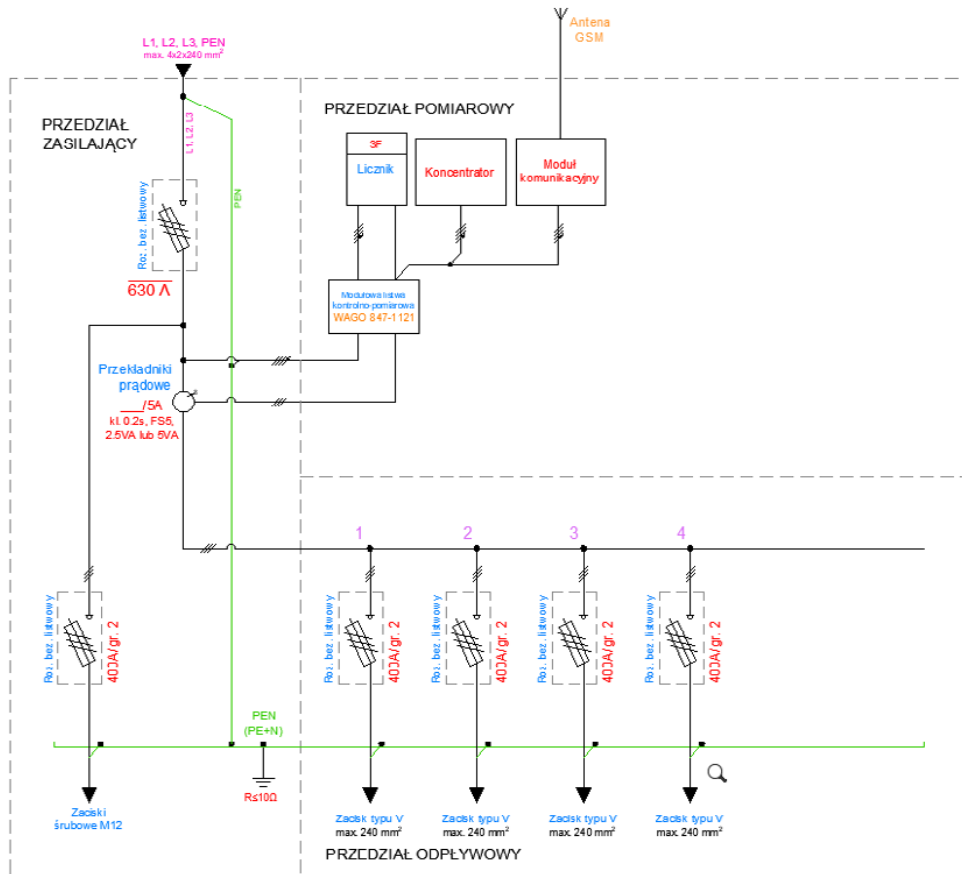 Antena
GSM
L1, L2, L3, PEN
max. 4x2x240 mm²
PRZEDZIAŁ
ZASILAJĄCY
L1, L2, L3
PEN
Roz. bez. listwowy
630 A
PRZEDZIAŁ POMIAROWY
3F
Licznik
Koncentrator
Moduł
komunikacyjny
Modułowa listwa
kontrolno-pomiarowa
WAGO 847-1121
Przekładniki
prądowe
___/5A
kl. 0.2s, FS5,
2.5VA lub 5VA
1
2
3
4
Roz. bez. listwowy
400A/gr. 2
Roz. bez. listwowy
400A/gr. 2
Roz. bez. listwowy
400A/gr. 2
Roz. bez. listwowy
400A/gr. 2
Roz. bez. listwowy
400A/gr. 2
PEN
(PE+N)
R≤10Ω
Zaciski
śrubowe M12
Zacisk typu V
max. 240 mm²
Zacisk typu V
max. 240 mm²
Zacisk typu V
max. 240 mm²
Zacisk typu V
max. 240 mm²
PRZEDZIAŁ ODPŁYWOWY